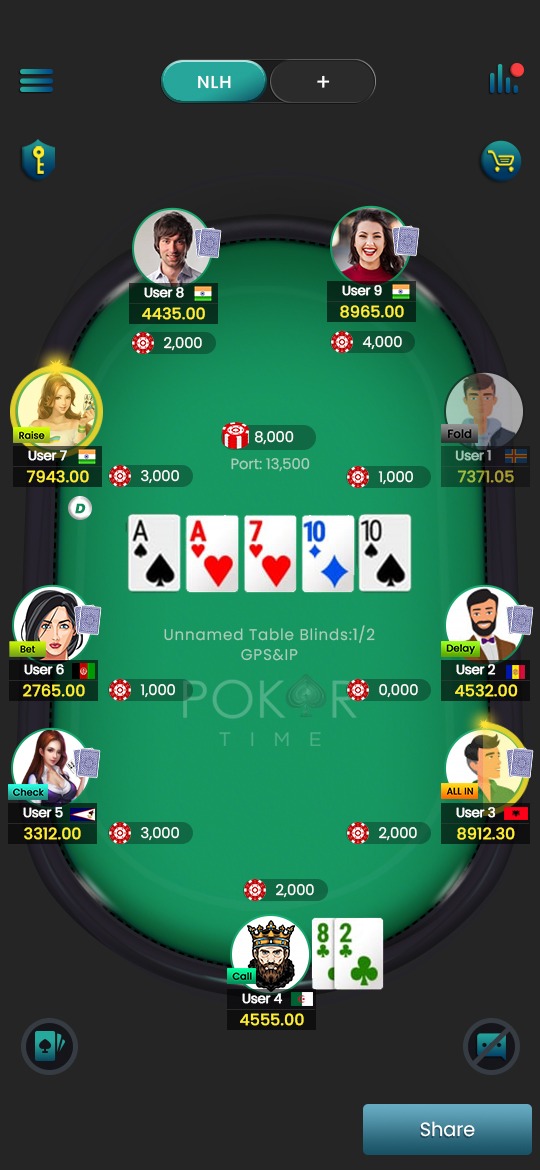 NLH +
User 8
4435.00
2,000
User 9
8965.00
4,000
Raise
User 7
7943.00
3,000
8,000
Port: 13,500
Fold
User 1
7371.05
1,000
D
A A 7 10 10
Unnamed Table Blinds:1/2
GPS&IP
POKER
TIME
Bet
User 6
2765.00
1,000
Delay
User 2
4532.00
0,000
Check
User 5
3312.00
3,000
ALL IN
User 3
8912.30
2,000
2,000
8 2
Call
User 4
4555.00
Share